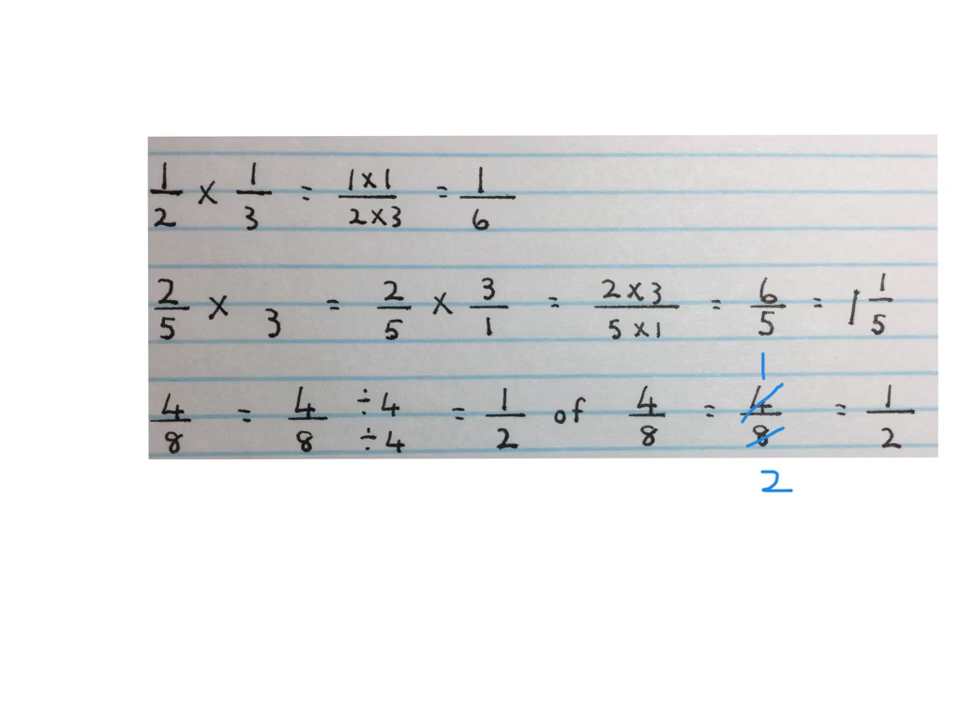 1/2 × 1/3 = 1×1/2×3 = 1/6
2/5 × 3 = 2/5 × 3/1 = 2×3/5×1 = 6/5 = 1 1/5
1
4/8 = 4/8 ÷4/÷4 = 1/2 of 4/8 = 4/8 = 1/2
2